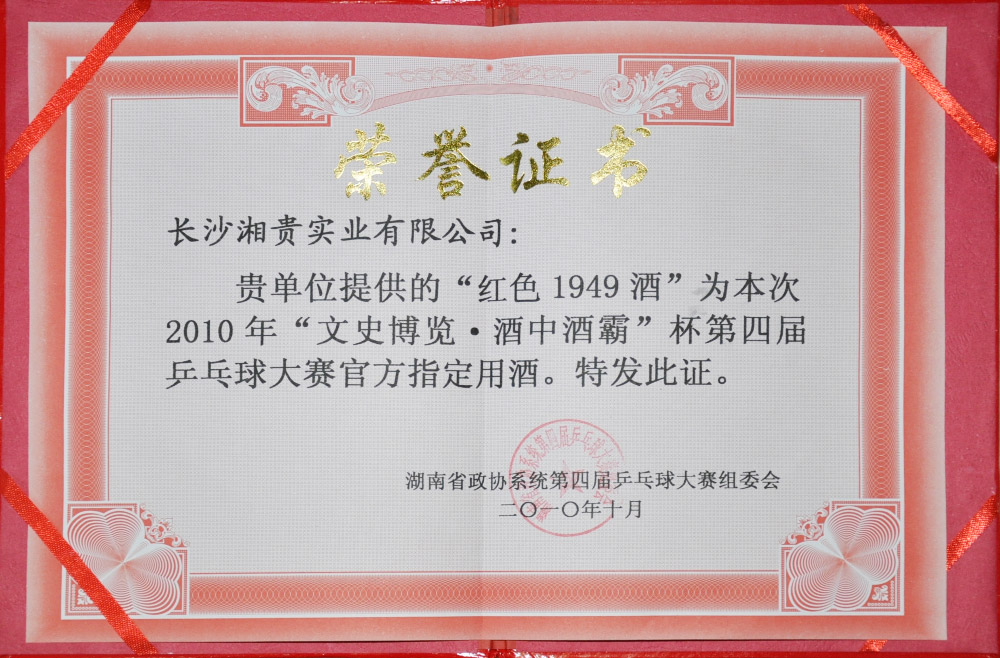 荣誉证书
长沙湘贵实业有限公司：
贵单位提供的“红色1949酒”为本次
2010年“文史博览·酒中酒霸”杯第四届
乒乓球大赛官方指定用酒。特发此证。
湖南省政协系统第四届乒乓球大赛组委会
二〇一〇年十月